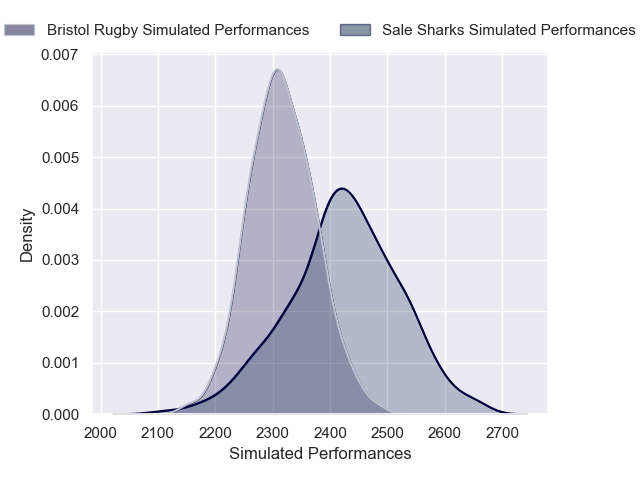 Bristol Rugby Simulated Performances Sale Sharks Simulated Performances
0.007
0.006
0.005
0.004
0.003
0.002
0.001
0.000
Density
2000 2100 2200 2300 2400 2500 2600 2700
Simulated Performances